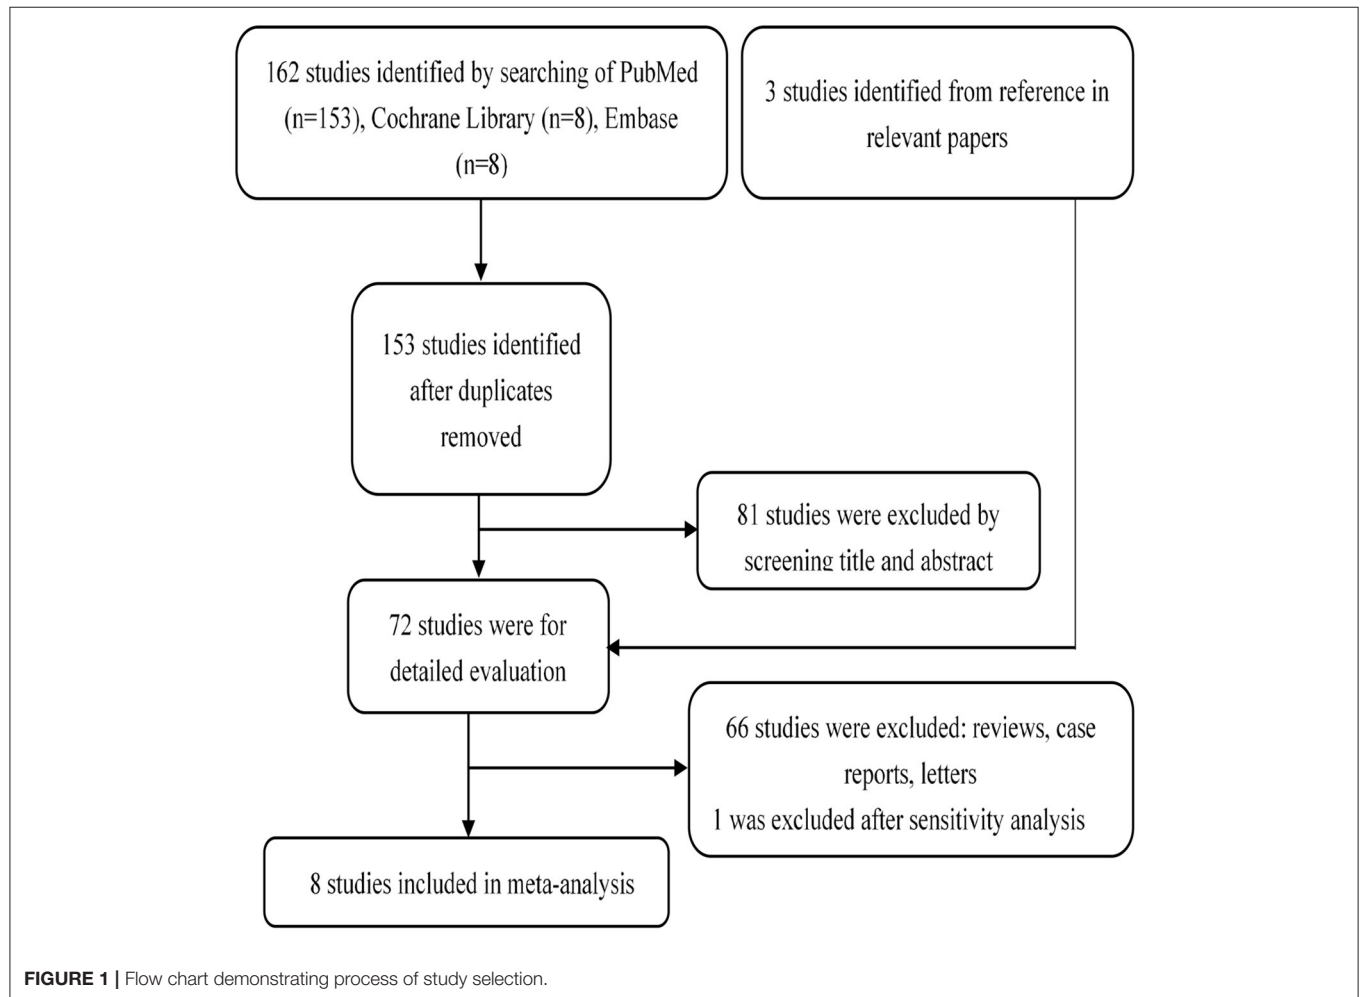 162 studies identified by searching of PubMed
(n=153), Cochrane Library (n=8), Embase
(n=8)
3 studies identified from reference in
relevant papers
153 studies identified
after duplicates
removed
81 studies were excluded by
screening title and abstract
72 studies were for
detailed evaluation
66 studies were excluded: reviews, case
reports, letters
1 was excluded after sensitivity analysis
8 studies included in meta-analysis
FIGURE 1 | Flow chart demonstrating process of study selection.